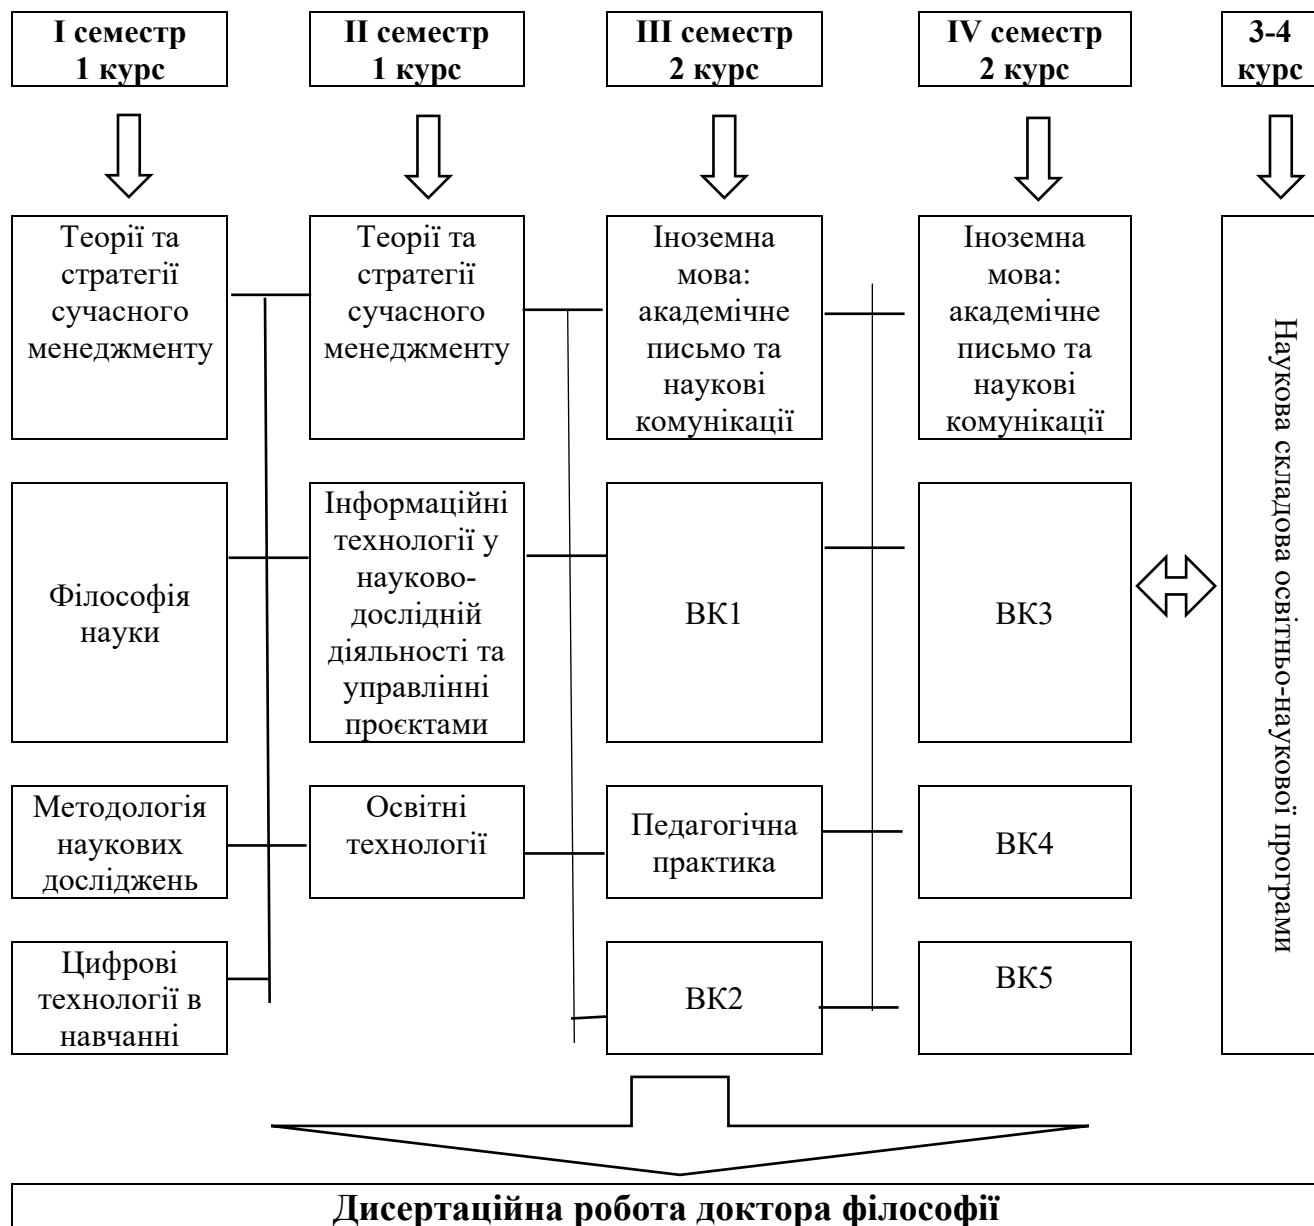 I семестр
1 курс
II семестр
1 курс
III семестр
2 курс
IV семестр
2 курс
3-4
курс
Теорії та
стратегії
сучасного
менеджменту
Теорії та
стратегії
сучасного
менеджменту
Іноземна
мова:
академічне
письмо та
наукові
комунікації
Іноземна
мова:
академічне
письмо та
наукові
комунікації
Наукова складова освітньо-наукової програми
Філософія
науки
Інформаційні
технології у
науково-
дослідній
діяльності та
управлінні
проєктами
ВК1
ВК3
Методологія
наукових
досліджень
Освітні
технології
Педагогічна
практика
ВК4
Цифрові
технології в
навчанні
ВК2
ВК5
Дисертаційна робота доктора філософії